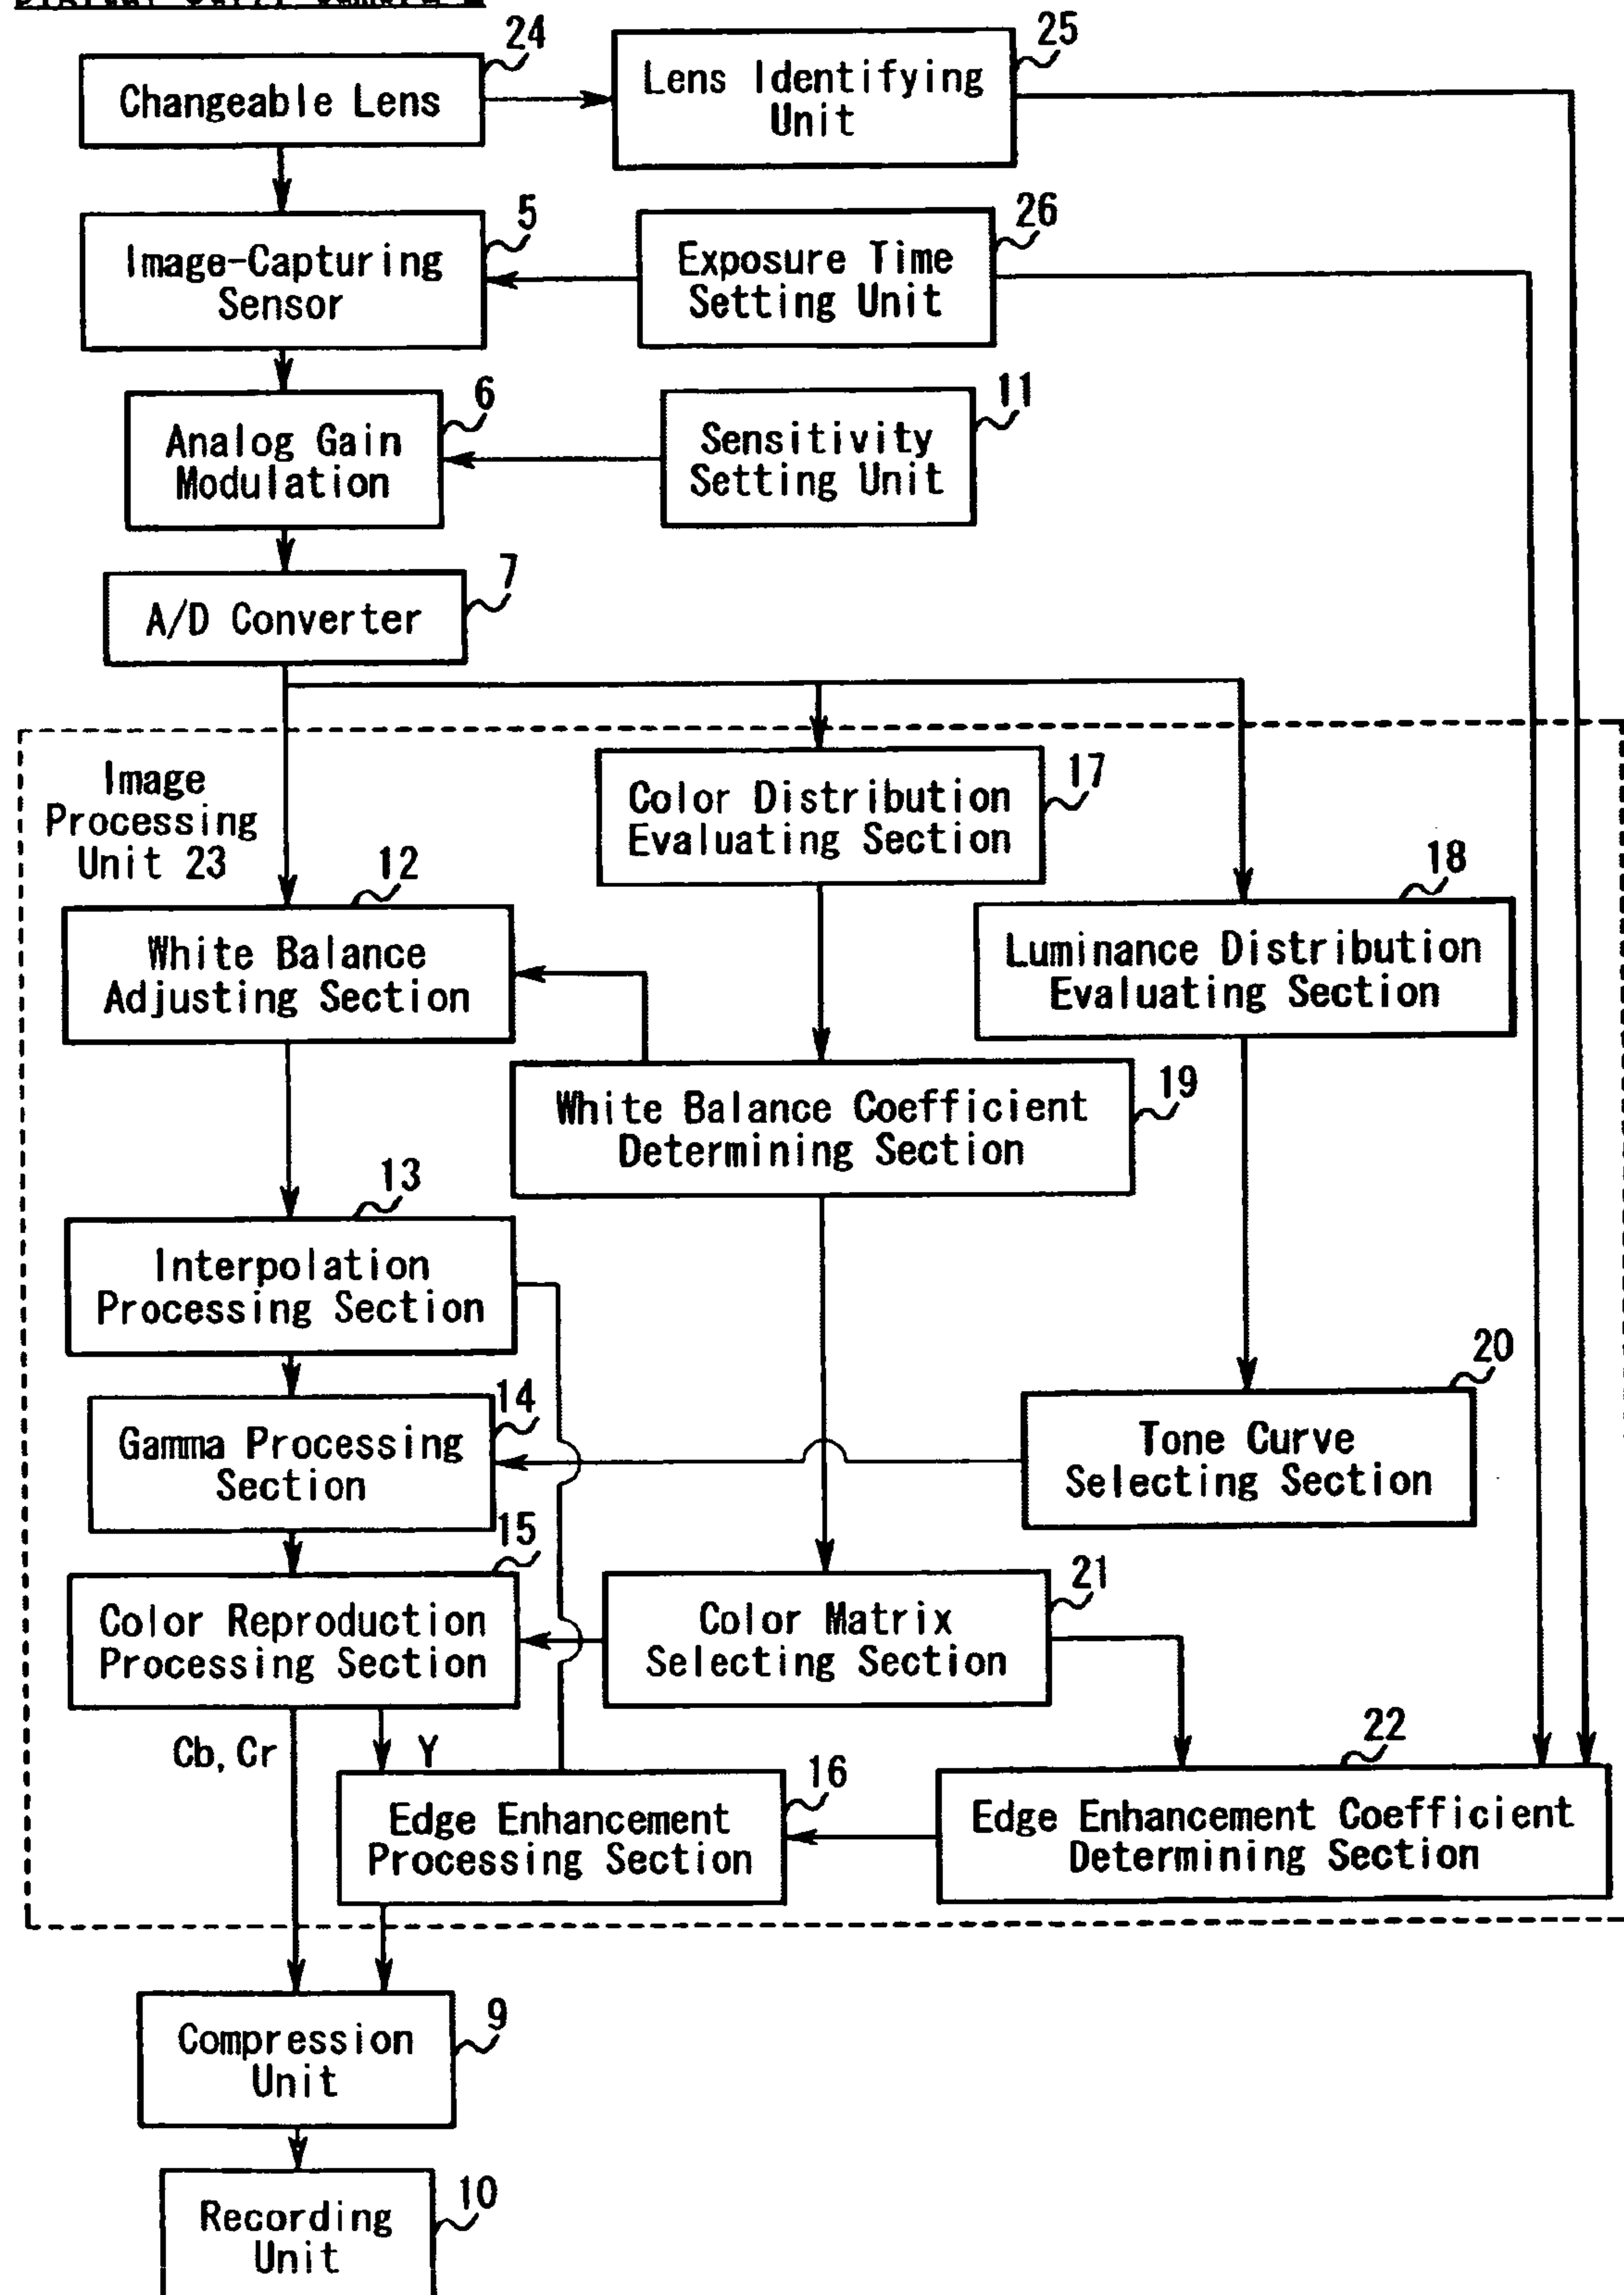 24
Changeable Lens
25
Lens Identifying
Unit
5
Image-Capturing
Sensor
26
Exposure Time
Setting Unit
6
Analog Gain
Modulation
11
Sensitivity
Setting Unit
7
A/D Converter
Image
Processing
Unit 23
17
Color Distribution
Evaluating Section
12
White Balance
Adjusting Section
18
Luminance Distribution
Evaluating Section
19
White Balance Coefficient
Determining Section
13
Interpolation
Processing Section
14
Gamma Processing
Section
20
Tone Curve
Selecting Section
15
Color Reproduction
Processing Section
21
Color Matrix
Selecting Section
Cb, Cr
Y
16
Edge Enhancement
Processing Section
22
Edge Enhancement Coefficient
Determining Section
9
Compression
Unit
10
Recording
Unit